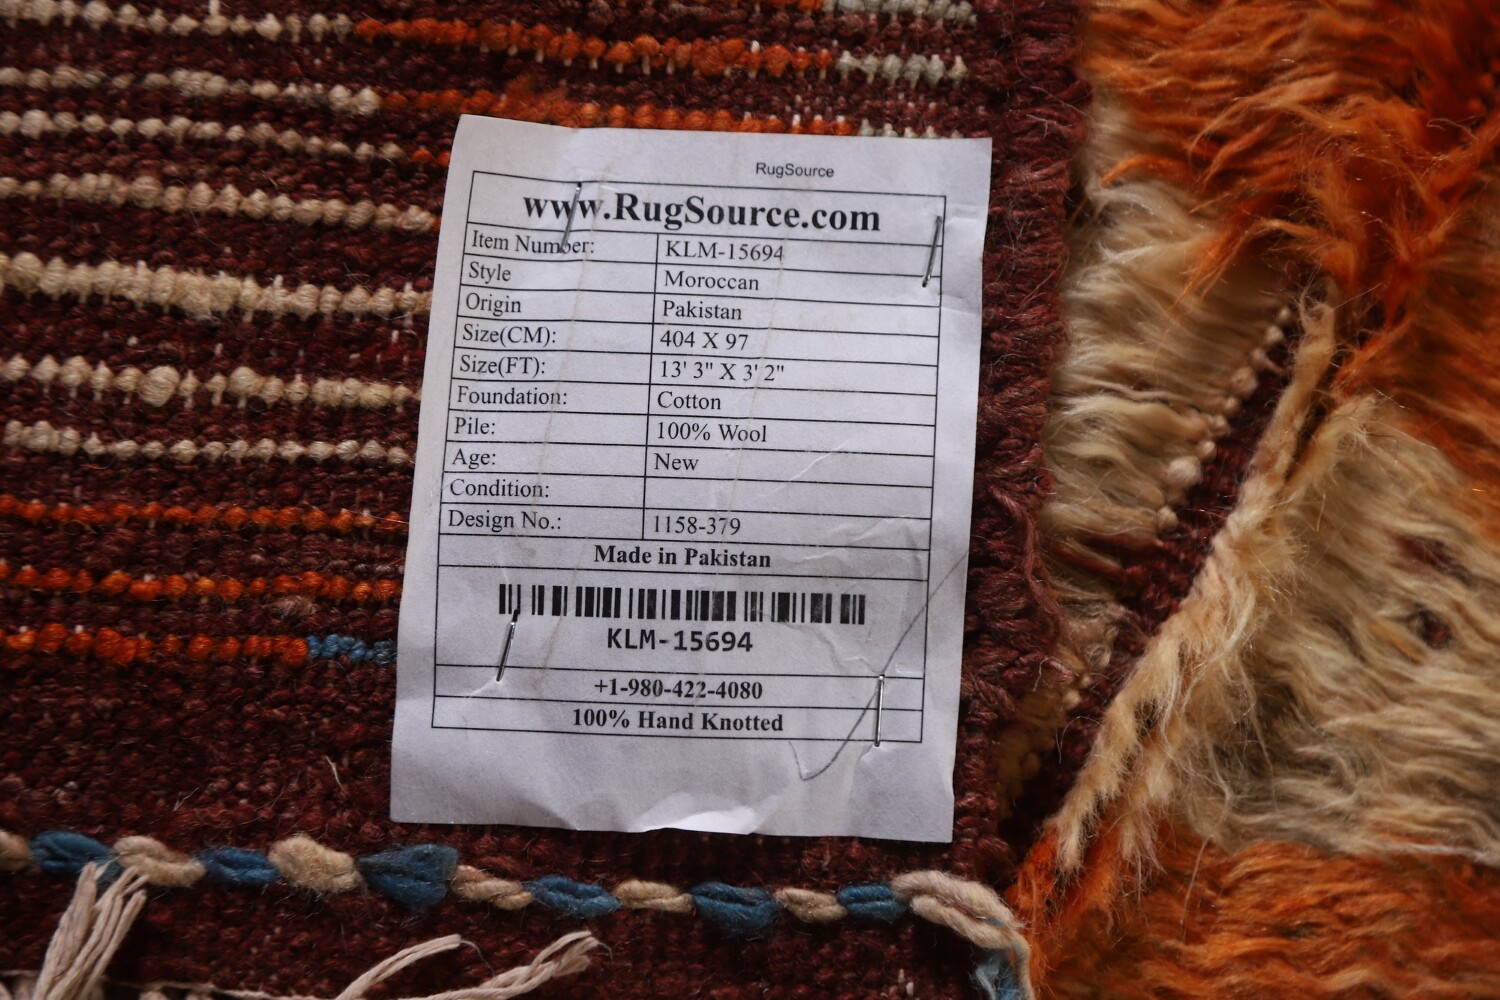 RugSource
www.RugSource.com
Item Number: KLM-15694
Style Moroccan
Origin Pakistan
Size(CM): 404 X 97
Size(FT): 13' 3" X 3' 2"
Foundation: Cotton
Pile: 100% Wool
Age: New
Condition:
Design No.: 1158-379
Made in Pakistan
KLM-15694
+1-980-422-4080
100% Hand Knotted